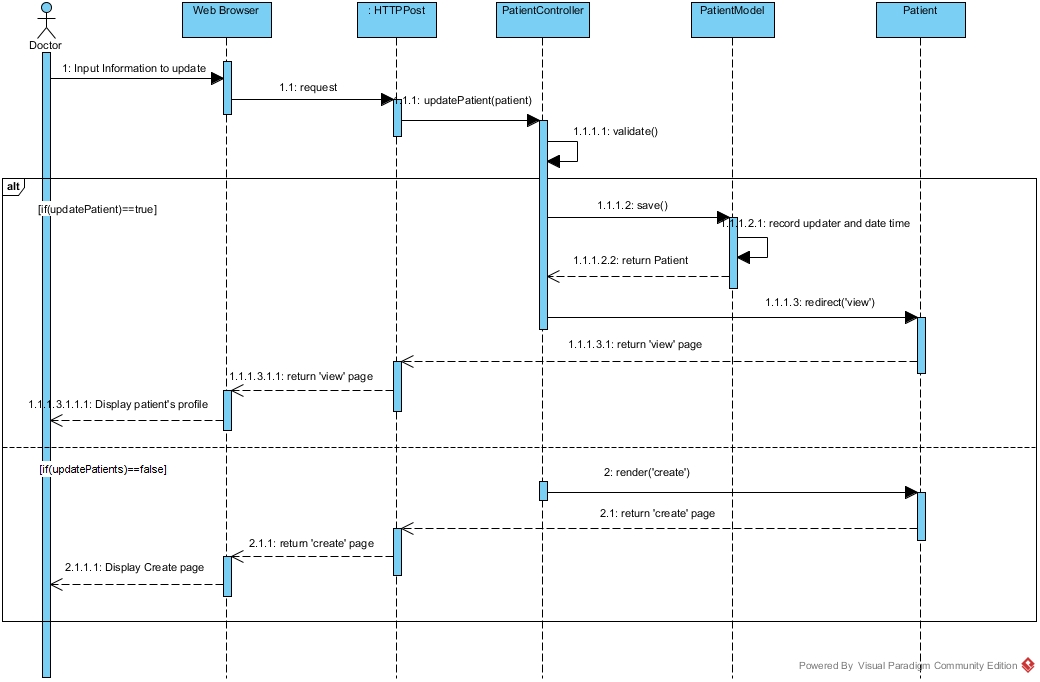 Web Browser
: HTTPPost
PatientController
PatientModel
Patient
Doctor
1: Input Information to update
1.1: request
1.1.1: updatePatient(patient)
1.1.1.1: validate()
alt
[if(updatePatient)==true]
1.1.1.2: save()
1.1.1.2.1: record updater and date time
1.1.1.2.2: return Patient
1.1.1.3: redirect('view')
1.1.1.3.1: return 'view' page
1.1.1.3.1.1: return 'view' page
1.1.1.3.1.1.1: Display patient's profile
[if(updatePatients)==false]
2: render('create')
2.1: return 'create' page
2.1.1: return 'create' page
2.1.1.1: Display Create page
Powered By Visual Paradigm Community Edition